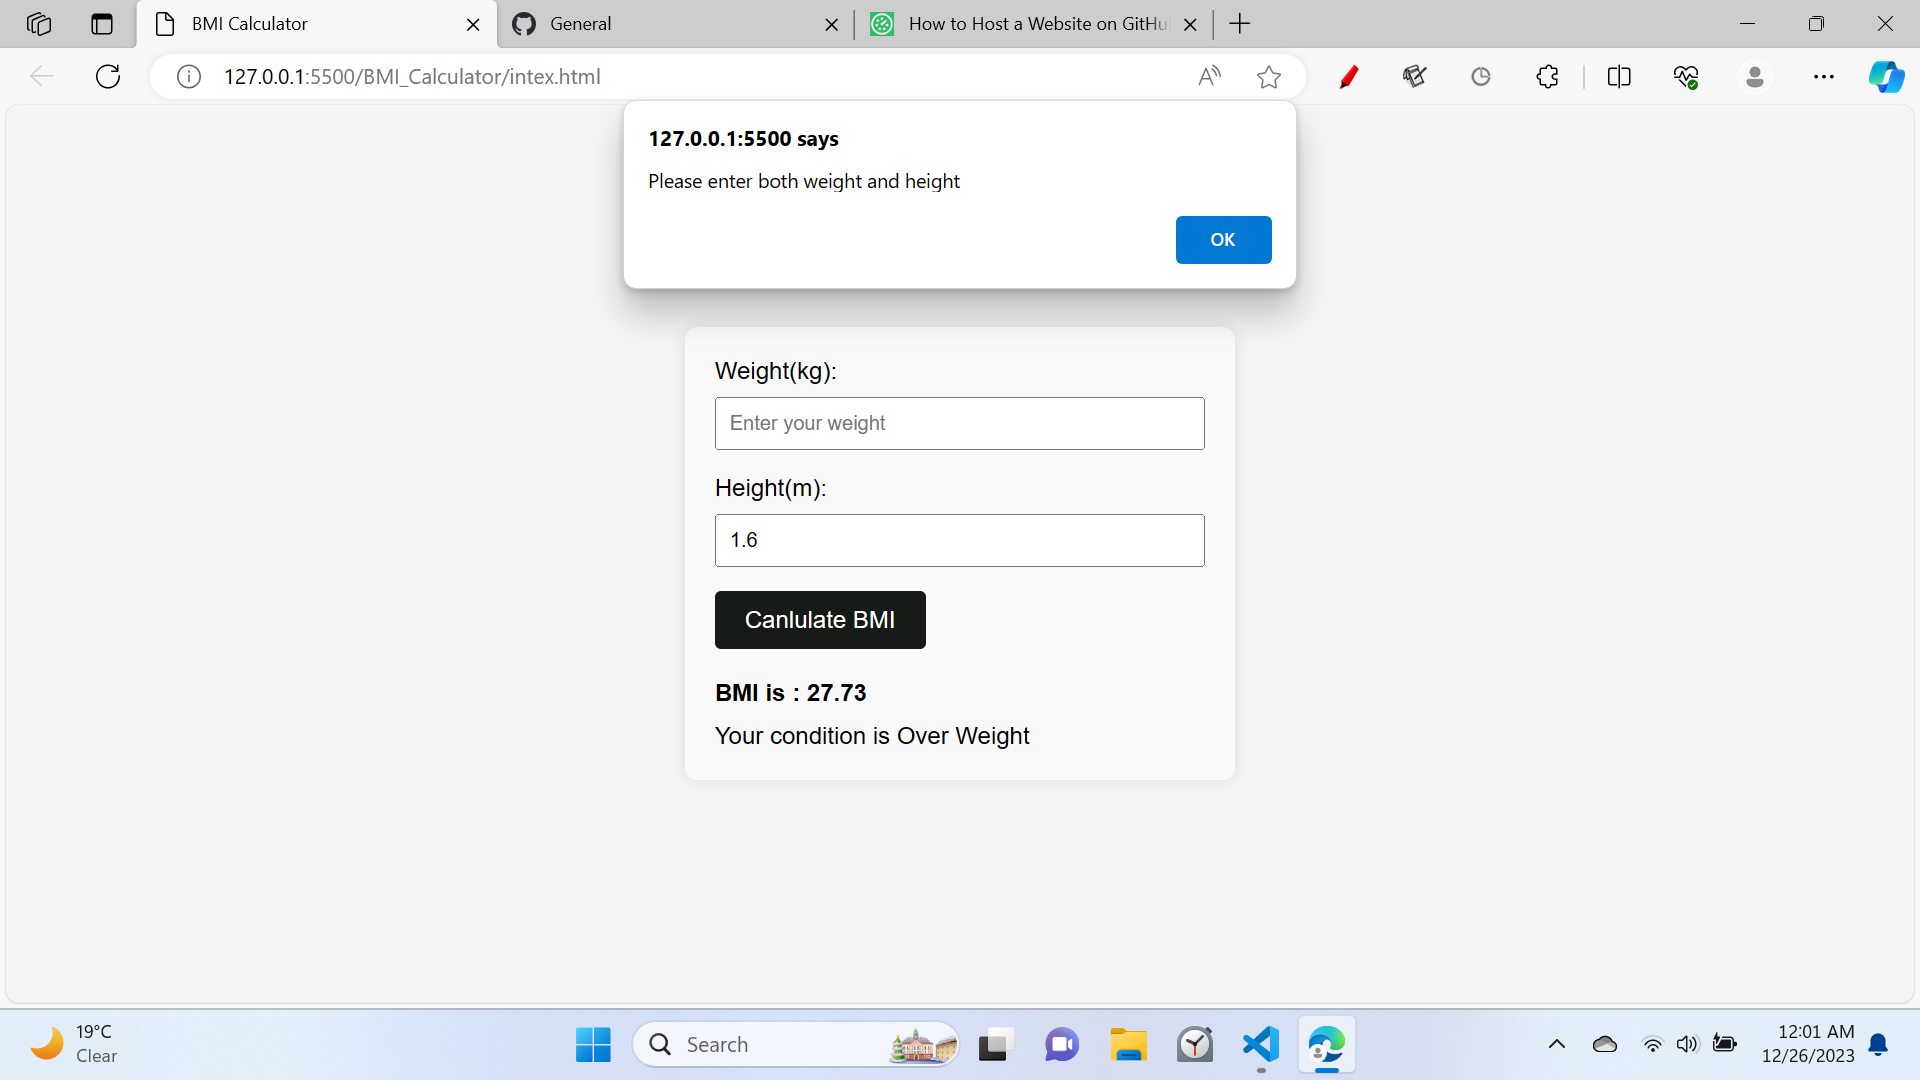 BMI Calculator
General
How to Host a Website on GitHu
127.0.0.1:5500/BMI_Calculator/intex.html
127.0.0.1:5500 says
Please enter both weight and height
OK
Weight(kg):
Enter your weight
Height(m):
1.6
Canlulate BMI
BMI is : 27.73
Your condition is Over Weight
19°C
Clear
Search
12:01 AM
12/26/2023